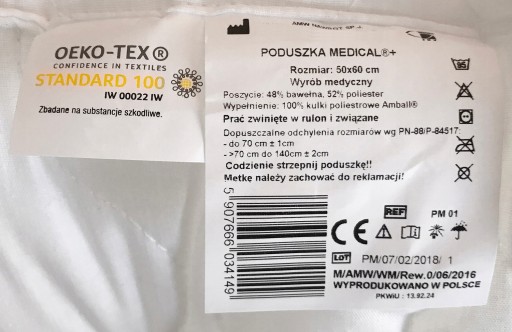 OEKO-TEX®
CONFIDENCE IN TEXTILES
STANDARD 100
IW 00022 IW
Zbadane na substancje szkodliwe.
PODUSZKA MEDICAL®+
Rozmiar: 50x60 cm
Wyrób medyczny
Poszycie: 48% bawełna, 52% poliester
Wypełnienie: 100% kulki poliestrowe Amball®
Prać zwinięte w rulon i związane
Dopuszczalne odchylenia rozmiarów wg PN-88/P-84517:
- do 70 cm ± 1cm
- >70 cm do 140cm ± 2cm
Codzienie strzepnij poduszkę!!
Metkę należy zachować do reklamacji!
5 907666 034149
REF PM 01
CE
LOT PM/07/02/2018/ 1
M/AMW/WM/Rew.0/06/2016
WYPRODUKOWANO W POLSCE
PKWiU : 13.92.24